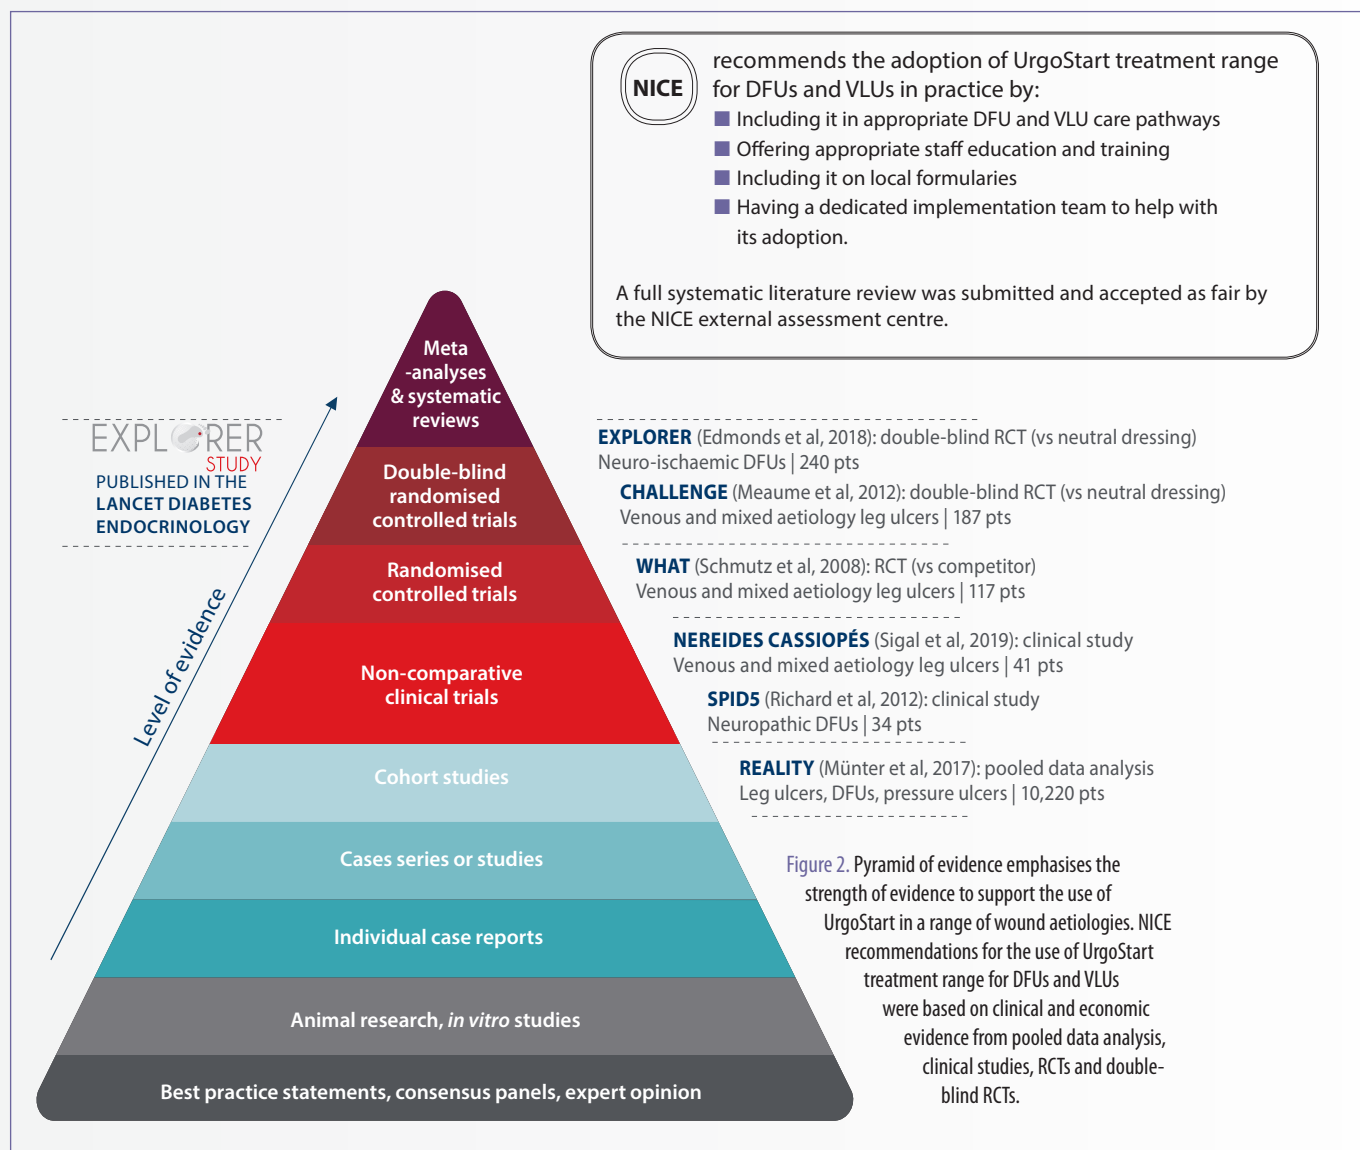 NICE
recommends the adoption of UrgoStart treatment range
for DFUs and VLUs in practice by:
■ Including it in appropriate DFU and VLU care pathways
■ Offering appropriate staff education and training
■ Including it on local formularies
■ Having a dedicated implementation team to help with
its adoption.
A full systematic literature review was submitted and accepted as fair by
the NICE external assessment centre.
Meta
-analyses
& systematic
reviews
Double-blind
randomised
controlled trials
Randomised
controlled trials
Non-comparative
clinical trials
Cohort studies
Cases series or studies
Individual case reports
Animal research, in vitro studies
Best practice statements, consensus panels, expert opinion
Level of evidence
EXPLORER
STUDY
PUBLISHED IN THE
LANCET DIABETES
ENDOCRINOLOGY
EXPLORER (Edmonds et al, 2018): double-blind RCT (vs neutral dressing)
Neuro-ischaemic DFUs | 240 pts
CHALLENGE (Meaume et al, 2012): double-blind RCT (vs neutral dressing)
Venous and mixed aetiology leg ulcers | 187 pts
WHAT (Schmutz et al, 2008): RCT (vs competitor)
Venous and mixed aetiology leg ulcers | 117 pts
NEREIDES CASSIOPÉS (Sigal et al, 2019): clinical study
Venous and mixed aetiology leg ulcers | 41 pts
SPID5 (Richard et al, 2012): clinical study
Neuropathic DFUs | 34 pts
REALITY (Münter et al, 2017): pooled data analysis
Leg ulcers, DFUs, pressure ulcers | 10,220 pts
Figure 2. Pyramid of evidence emphasises the
strength of evidence to support the use of
UrgoStart in a range of wound aetiologies. NICE
recommendations for the use of UrgoStart
treatment range for DFUs and VLUs
were based on clinical and economic
evidence from pooled data analysis,
clinical studies, RCTs and double-
blind RCTs.